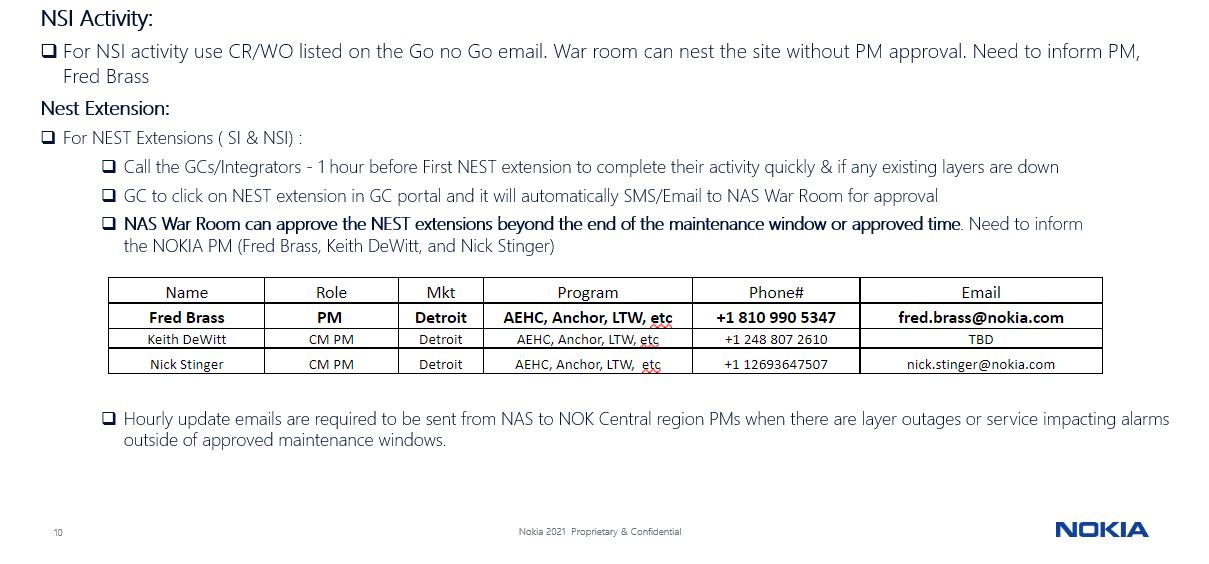 NSI Activity:
For NSI activity use CR/WO listed on the Go no Go email. War room can nest the site without PM approval. Need to inform PM,
Fred Brass
Nest Extension:
For NEST Extensions ( SI & NSI) :
Call the GCs/Integrators - 1 hour before First NEST extension to complete their activity quickly & if any existing layers are down
GC to click on NEST extension in GC portal and it will automatically SMS/Email to NAS War Room for approval
NAS War Room can approve the NEST extensions beyond the end of the maintenance window or approved time. Need to inform
the NOKIA PM (Fred Brass, Keith DeWitt, and Nick Stinger)
Name Role Mkt Program Phone# Email
Fred Brass PM Detroit AEHC, Anchor, LTW, etc +1 810 990 5347 fred.brass@nokia.com
Keith DeWitt CM PM Detroit AEHC, Anchor, LTW, etc +1 248 807 2610 TBD
Nick Stinger CM PM Detroit AEHC, Anchor, LTW, etc +1 12693647507 nick.stinger@nokia.com
Hourly update emails are required to be sent from NAS to NOK Central region PMs when there are layer outages or service impacting alarms
outside of approved maintenance windows.
10 Nokia 2021 Proprietary & Confidential NOKIA